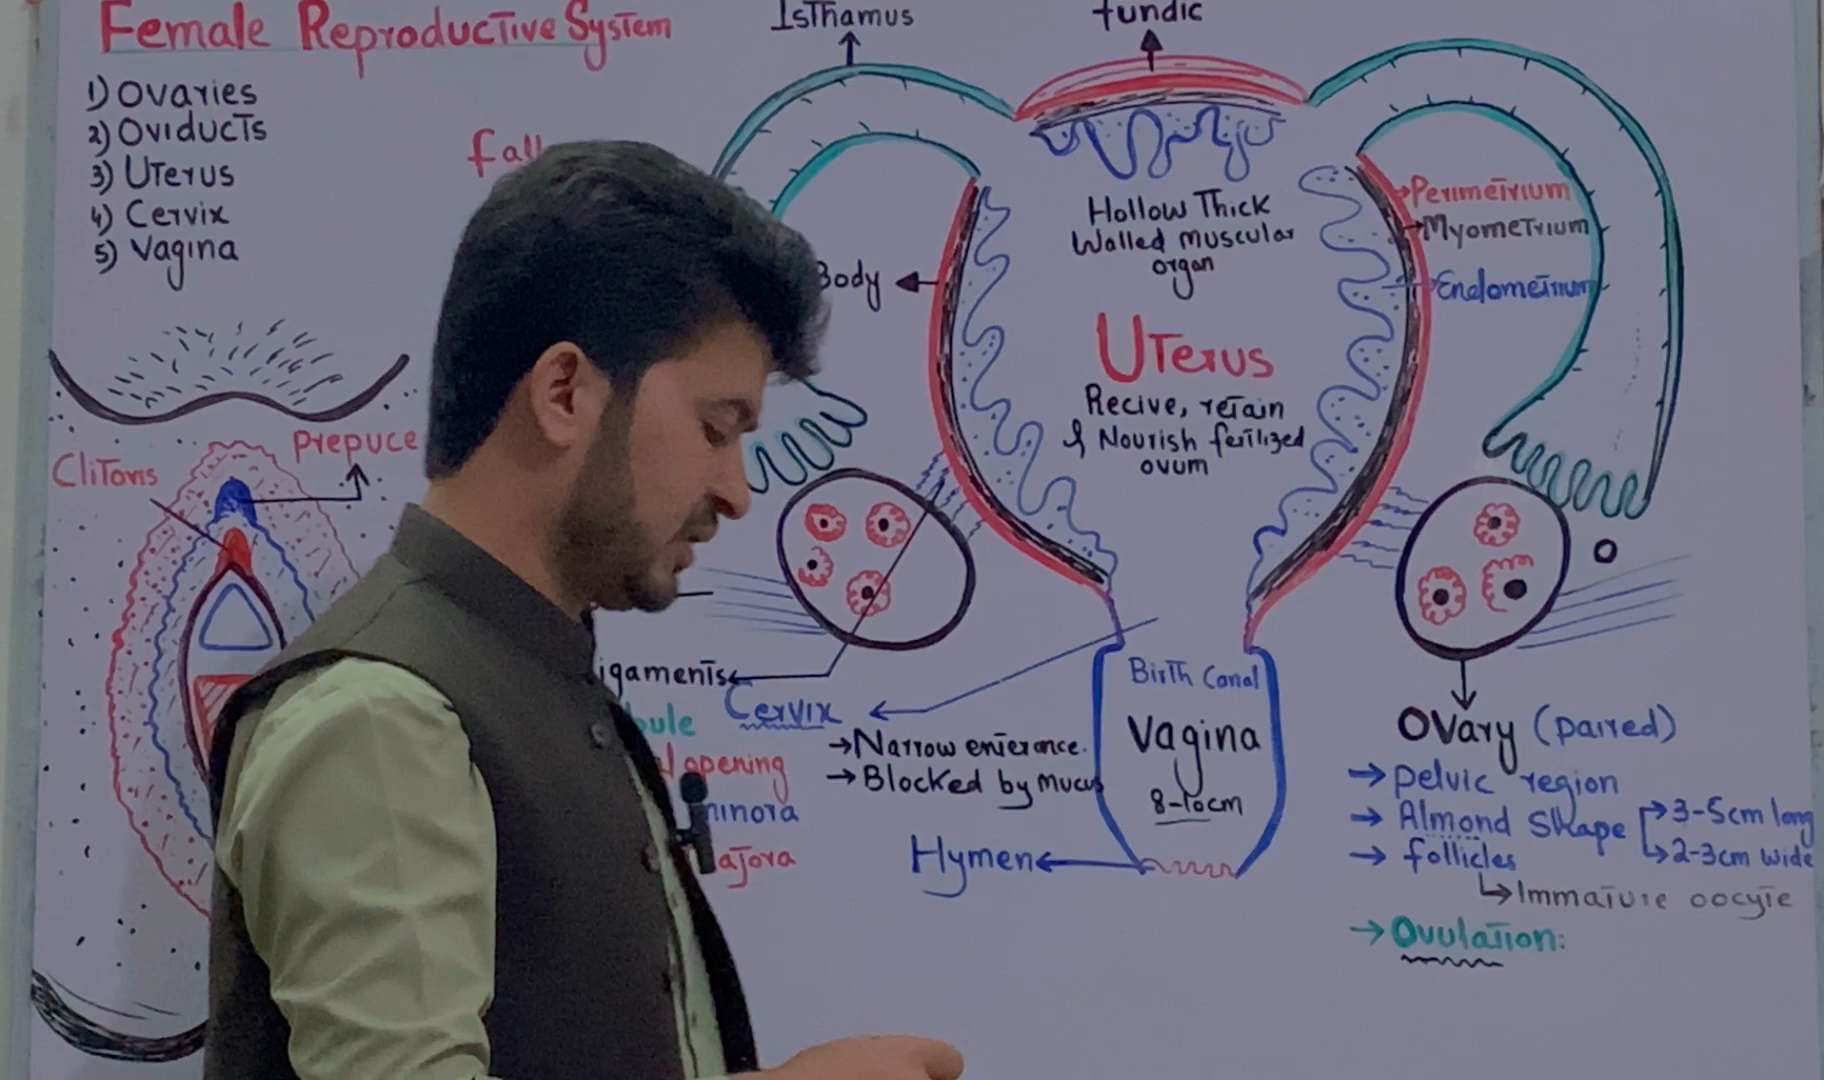 Female Reproductive System
1) Ovaries
2) Oviducts
3) Uterus
4) Cervix
5) Vagina
Isthamus
fundic
Perimetrium
Myometrium
Endometrium
Hollow Thick
Walled muscular
organ
Body
Uterus
Recive, retain
& Nourish fertilized
ovum
Clitoris
Prepuce
Cervix
→Narrow enterance.
→Blocked by mucus
opening
Birth Canal
Vagina
8-10cm
Hymen
Ovary (paired)
→ pelvic region
→ Almond Shape
→3-5cm long
→2-3cm wide
→ follicles
↳Immature oocyte
→ Ovulation: